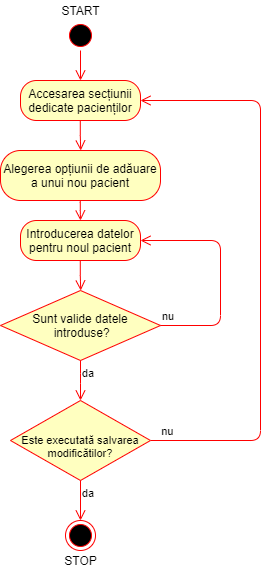 START
Accesarea secțiunii
dedicate pacienților
Alegerea opțiunii de adăuare
a unui nou pacient
Introducerea datelor
pentru noul pacient
Sunt valide datele
introduse?
nu
da
Este executată salvarea
modificătilor?
nu
da
STOP